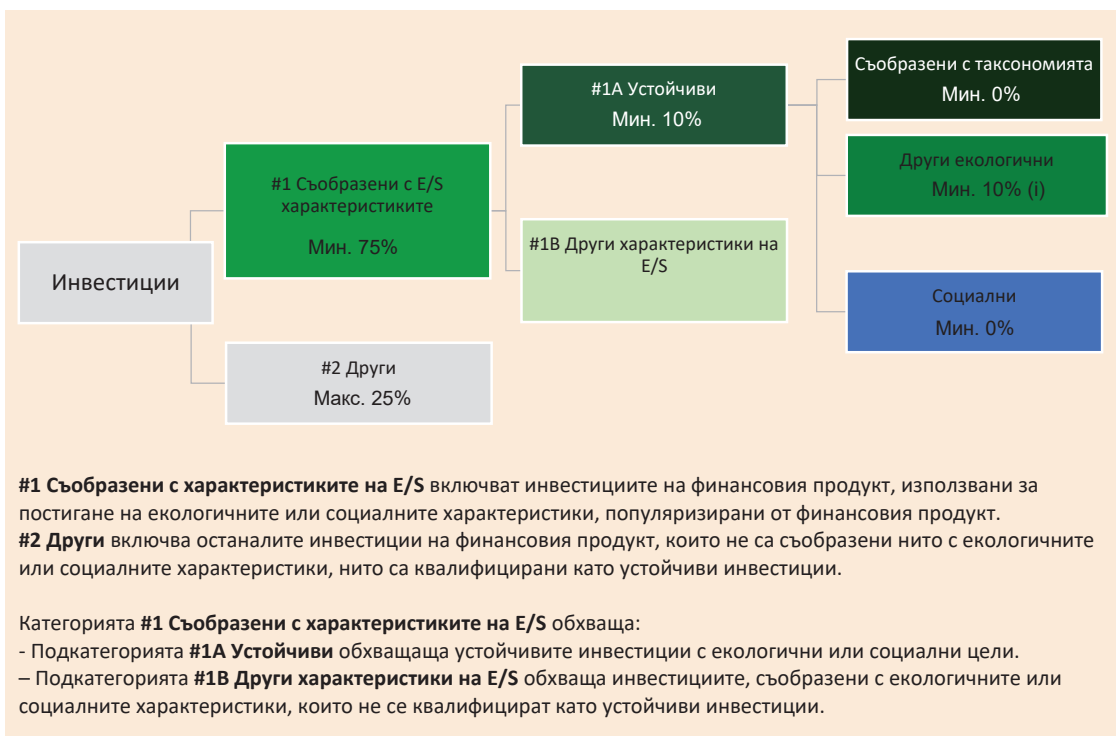 Инвестиции
#1 Съобразени с E/S
характеристиките
Мин. 75%
#2 Други
Макс. 25%
#1A Устойчиви
Мин. 10%
#1B Други характеристики на
E/S
Съобразени с таксономията
Мин. 0%
Други екологични
Мин. 10% (i)
Социални
Мин. 0%
#1 Съобразени с характеристиките на E/S включват инвестициите на финансовия продукт, използвани за
постигане на екологичните или социалните характеристики, популяризирани от финансовия продукт.
#2 Други включва останалите инвестиции на финансовия продукт, които не са съобразени нито с екологичните
или социалните характеристики, нито са квалифицирани като устойчиви инвестиции.
Категорията #1 Съобразени с характеристиките на E/S обхваща:
- Подкатегорията #1A Устойчиви обхващаща устойчивите инвестиции с екологични или социални цели.
– Подкатегорията #1B Други характеристики на E/S обхваща инвестициите, съобразени с екологичните или
социалните характеристики, които не се квалифицират като устойчиви инвестиции.